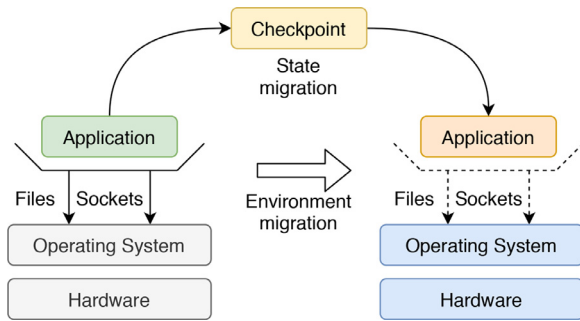 Checkpoint
State
migration
Application
Application
Files
Sockets
Environment
migration
Files
Sockets
Operating System
Operating System
Hardware
Hardware